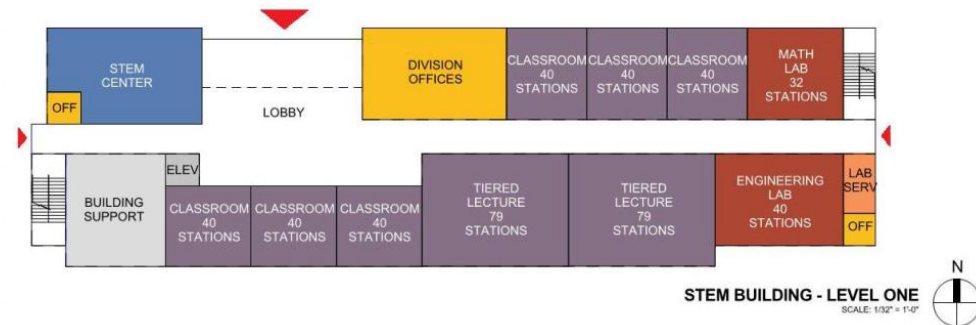 STEM
CENTER
OFF
LOBBY
DIVISION
OFFICES
CLASSROOM
40
STATIONS
CLASSROOM
40
STATIONS
CLASSROOM
40
STATIONS
MATH
LAB
32
STATIONS
BUILDING
SUPPORT
ELEV
CLASSROOM
40
STATIONS
CLASSROOM
40
STATIONS
CLASSROOM
40
STATIONS
TIERED
LECTURE
79
STATIONS
TIERED
LECTURE
79
STATIONS
ENGINEERING
LAB
40
STATIONS
LAB
SERV
OFF
N
STEM BUILDING - LEVEL ONE
SCALE: 1/32" = 1'-0"